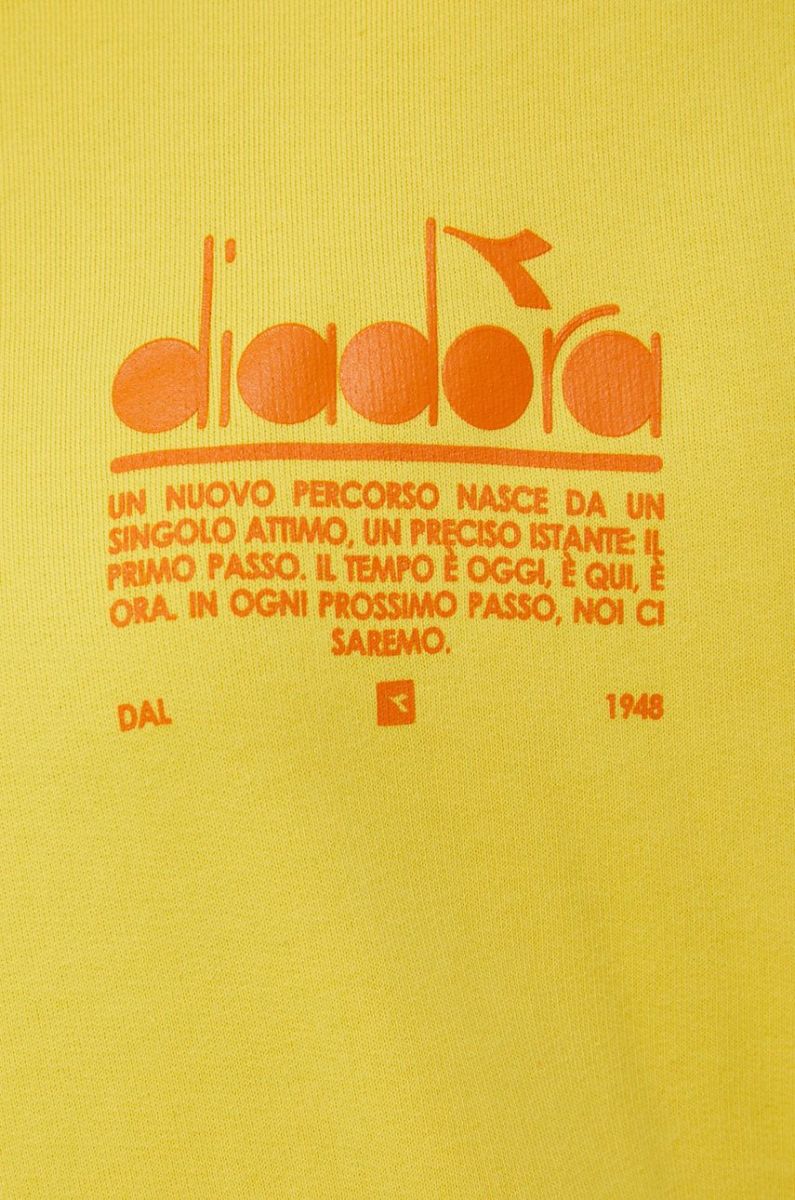 diadora
UN NUOVO PERCORSO NASCE DA UN
SINGOLO ATTIMO, UN PRECISO ISTANTE: IL
PRIMO PASSO. IL TEMPO È OGGI, È QUI, È
ORA. IN OGNI PROSSIMO PASSO, NOI CI
SAREMO.
DAL 1948